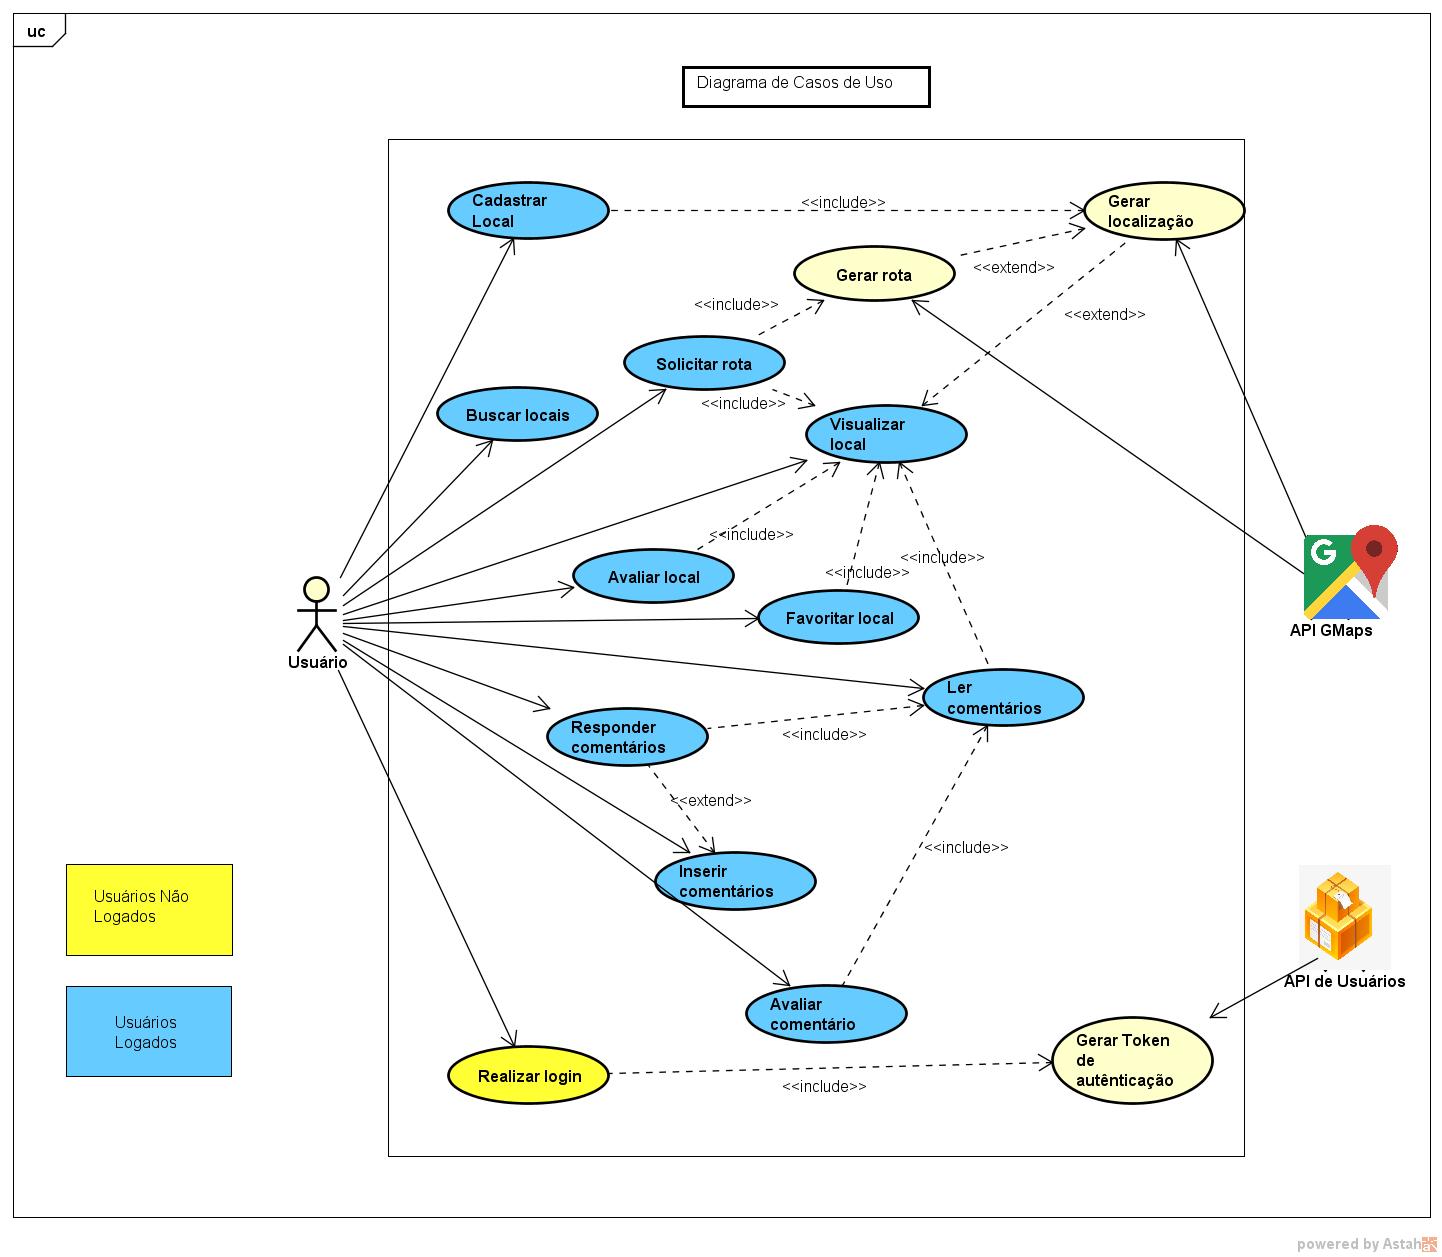 uc
Diagrama de Casos de Uso
Cadastrar
Local
<<include>>
Gerar
localização
Gerar rota
<<extend>>
<<include>>
<<extend>>
Solicitar rota
<<include>>
Buscar locais
Visualizar
local
<<include>>
Avaliar local
<<include>>
<<include>>
Favoritar local
API GMaps
Usuário
Ler
comentários
Responder
comentários
<<include>>
<<extend>>
<<include>>
Inserir
comentários
Usuários Não
Logados
Usuários
Logados
API de Usuários
Avaliar
comentário
Gerar Token
de
autênticação
Realizar login
<<include>>
powered by Astah